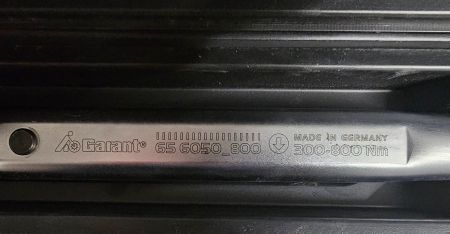 Garant®
65 6050_800
MADE IN GERMANY
300-800 Nm